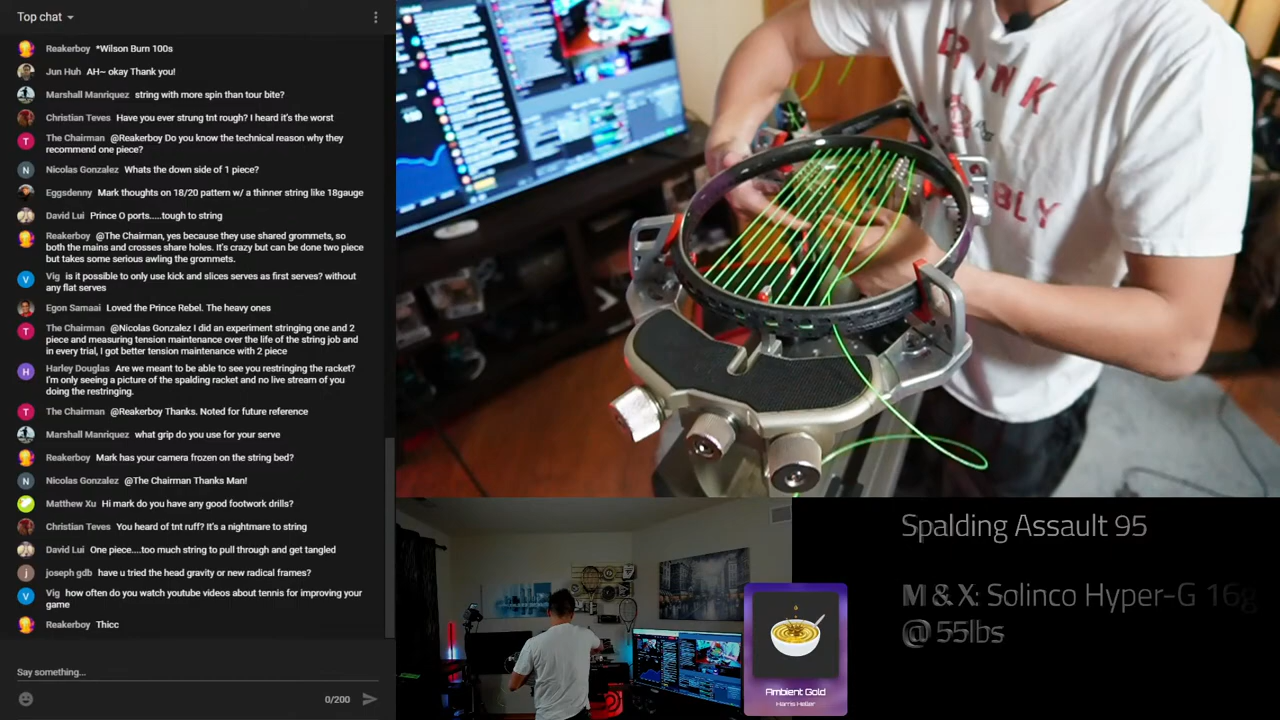 Top chat
Reakerboy *Wilson Burn 100s
Jun Huh AH~ okay Thank you!
Marshall Manriquez string with more spin than tour bite?
Christian Teves Have you ever strung tnt rough? I heard it's the worst
The Chairman @Reakerboy Do you know the technical reason why they
recommend one piece?
Nicolas Gonzalez Whats the down side of 1 piece?
Eggsdenny Mark thoughts on 18/20 pattern w/ a thinner string like 18gauge
David Lui Prince O ports.....tough to string
Reakerboy @The Chairman, yes because they use shared grommets, so
both the mains and crosses share holes. It's crazy but can be done two piece
but takes some serious awling the grommets.
Vig is it possible to only use kick and slices serves as first serves? without
any flat serves
Egon Samaai Loved the Prince Rebel. The heavy ones
The Chairman @Nicolas Gonzalez I did an experiment stringing one and 2
piece and measuring tension maintenance over the life of the string job and
in every trial, I got better tension maintenance with 2 piece
Harley Douglas Are we meant to be able to see you restringing the racket?
I'm only seeing a picture of the spalding racket and no live stream of you
doing the restringing.
The Chairman @Reakerboy Thanks. Noted for future reference
Marshall Manriquez what grip do you use for your serve
Reakerboy Mark has your camera frozen on the string bed?
Nicolas Gonzalez @The Chairman Thanks Man!
Matthew Xu Hi mark do you have any good footwork drills?
Christian Teves You heard of tnt ruff? It's a nightmare to string
David Lui One piece....too much string to pull through and get tangled
joseph gdb have u tried the head gravity or new radical frames?
Vig how often do you watch youtube videos about tennis for improving your
game
Reakerboy Thicc
Say something...
0/200
DRINK
BLY
Spalding Assault 95
M & X: Solinco Hyper-G 16g
@ 55lbs
Ambient Gold
Harris Heller